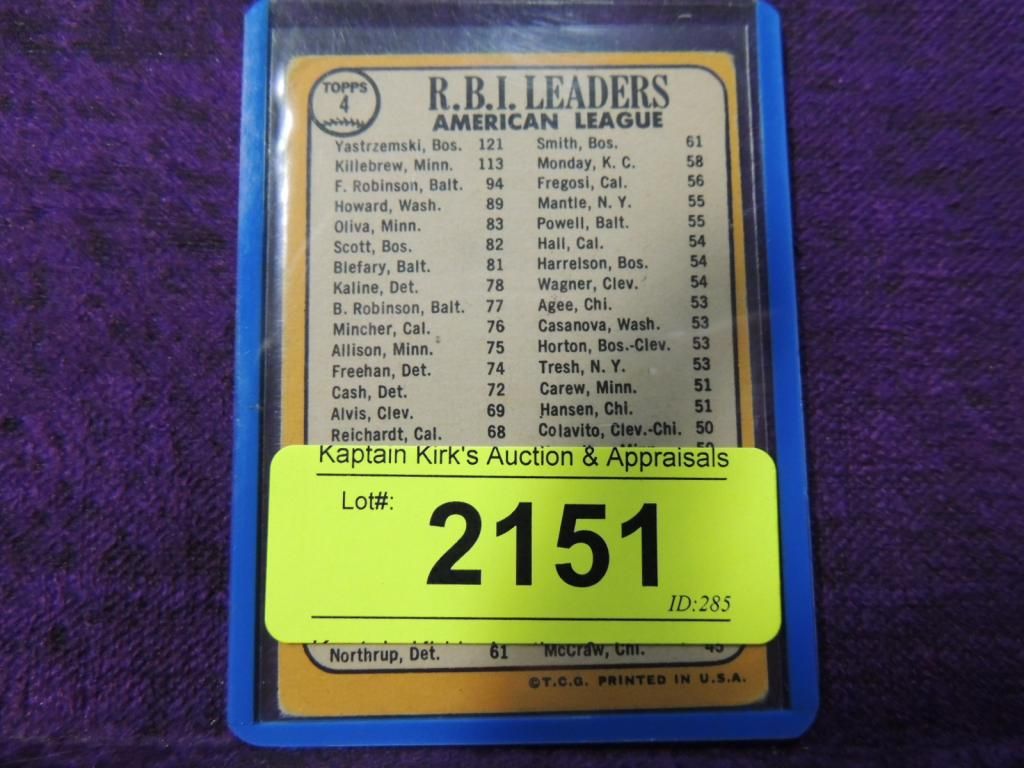 TOPPS
4
R.B.I. LEADERS
AMERICAN LEAGUE
Yastrzemski, Bos. 121
Killebrew, Minn. 113
F. Robinson, Balt. 94
Howard, Wash. 89
Oliva, Minn. 83
Scott, Bos. 82
Blefary, Balt. 81
Kaline, Det. 78
B. Robinson, Balt. 77
Mincher, Cal. 76
Allison, Minn. 75
Freehan, Det. 74
Cash, Det. 72
Alvis, Clev. 69
Reichardt, Cal. 68
Smith, Bos. 61
Monday, K. C. 58
Fregosi, Cal. 56
Mantle, N. Y. 55
Powell, Balt. 55
Hall, Cal. 54
Harrelson, Bos. 54
Wagner, Clev. 54
Agee, Chi. 53
Casanova, Wash. 53
Horton, Bos.-Clev. 53
Tresh, N. Y. 53
Carew, Minn. 51
Hansen, Chi. 51
Colavito, Clev.-Chi. 50
Kaptain Kirk's Auction & Appraisals
Lot#:
2151
ID:285
Northrup, Det. 61
McCraw, Chi. 45
©T.C.G. PRINTED IN U.S.A.